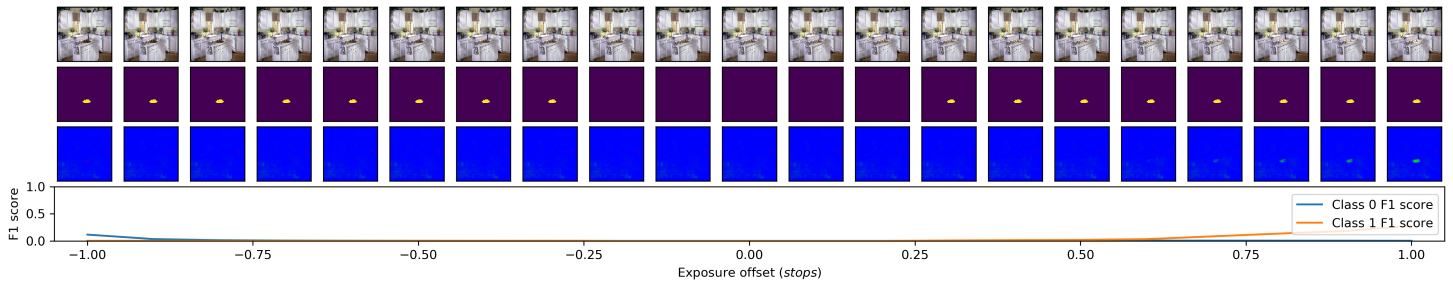 1.0
0.5
0.0
F1 score
Class 0 F1 score
Class 1 F1 score
−1.00 −0.75 −0.50 −0.25 0.00 0.25 0.50 0.75 1.00
Exposure offset (stops)